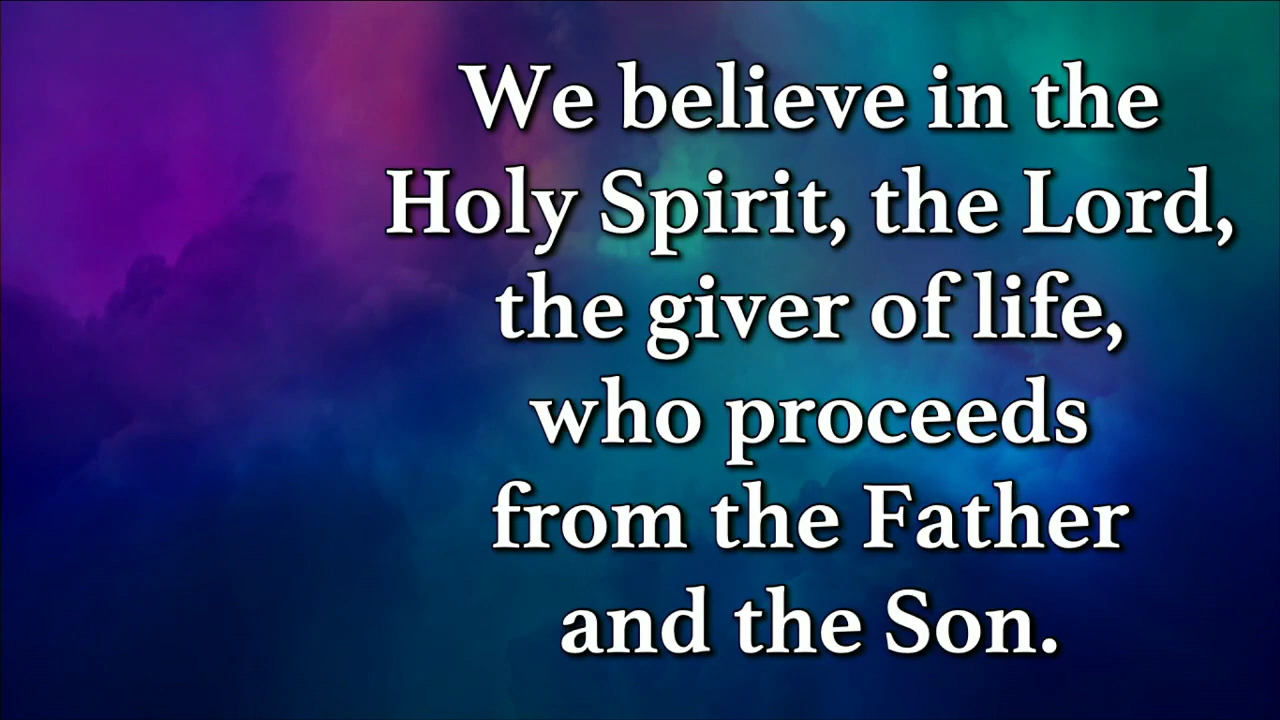 We believe in the
Holy Spirit, the Lord,
the giver of life,
who proceeds
from the Father
and the Son.